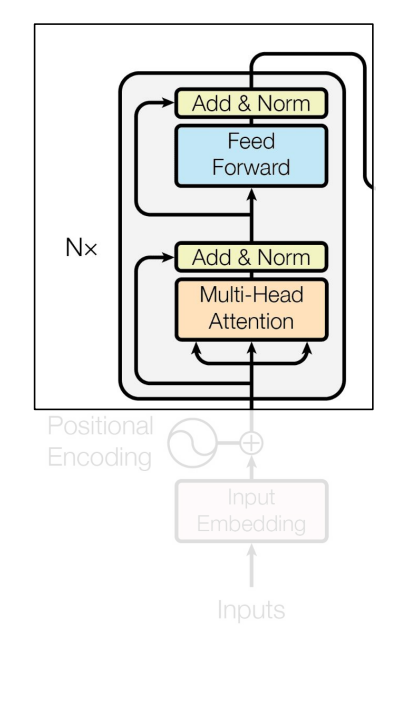 Add & Norm
Feed
Forward
N×
Add & Norm
Multi-Head
Attention
Positional
Encoding
Input
Embedding
Inputs